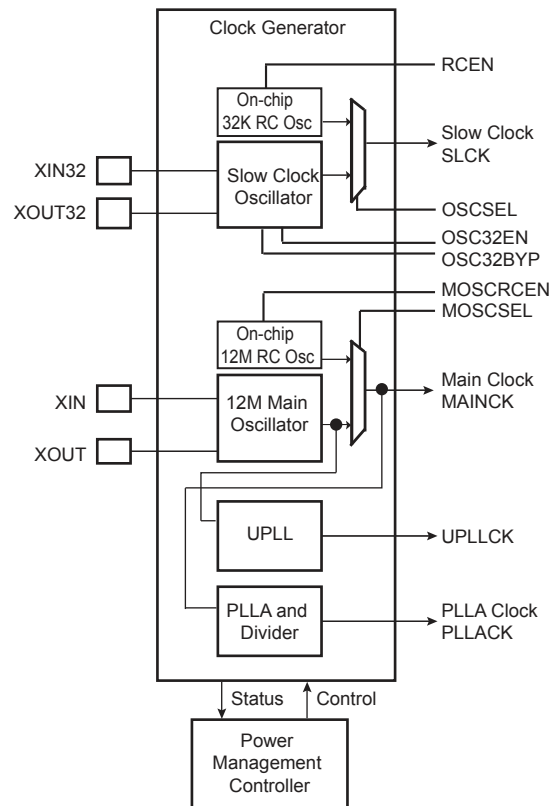 Clock Generator
RCEN
On-chip
32K RC Osc
Slow Clock
SLCK
XIN32
Slow Clock
Oscillator
XOUT32
OSCSEL
OSC32EN
OSC32BYP
MOSCRCEN
MOSCSEL
On-chip
12M RC Osc
Main Clock
MAINCK
XIN
12M Main
Oscillator
XOUT
UPLL
UPLLCK
PLLA and
Divider
PLLA Clock
PLLACK
Status
Control
Power
Management
Controller